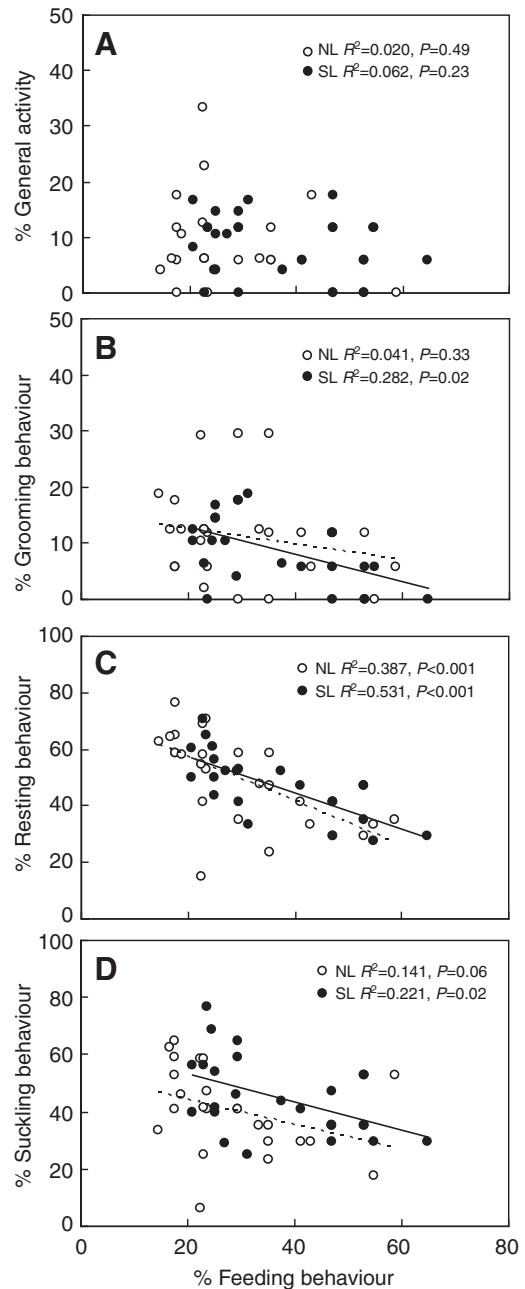 A
NL R²=0.020, P=0.49
SL R²=0.062, P=0.23
% General activity
50
40
30
20
10
0
B
NL R²=0.041, P=0.33
SL R²=0.282, P=0.02
% Grooming behaviour
50
40
30
20
10
0
C
NL R²=0.387, P<0.001
SL R²=0.531, P<0.001
% Resting behaviour
100
80
60
40
20
0
D
NL R²=0.141, P=0.06
SL R²=0.221, P=0.02
% Suckling behaviour
100
80
60
40
20
0
0 20 40 60 80
% Feeding behaviour